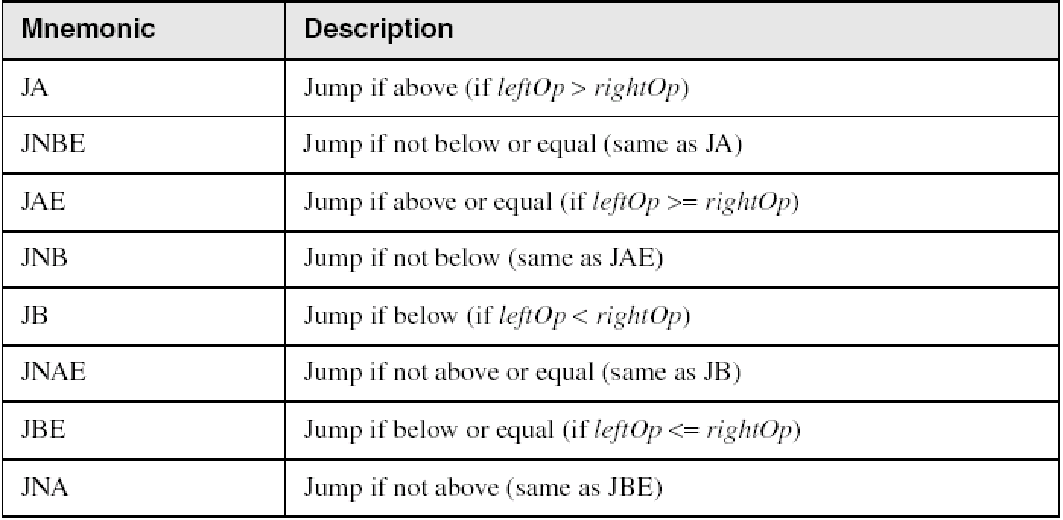 Mnemonic Description
JA Jump if above (if leftOp > rightOp)
JNBE Jump if not below or equal (same as JA)
JAE Jump if above or equal (if leftOp >= rightOp)
JNB Jump if not below (same as JAE)
JB Jump if below (if leftOp < rightOp)
JNAE Jump if not above or equal (same as JB)
JBE Jump if below or equal (if leftOp <= rightOp)
JNA Jump if not above (same as JBE)